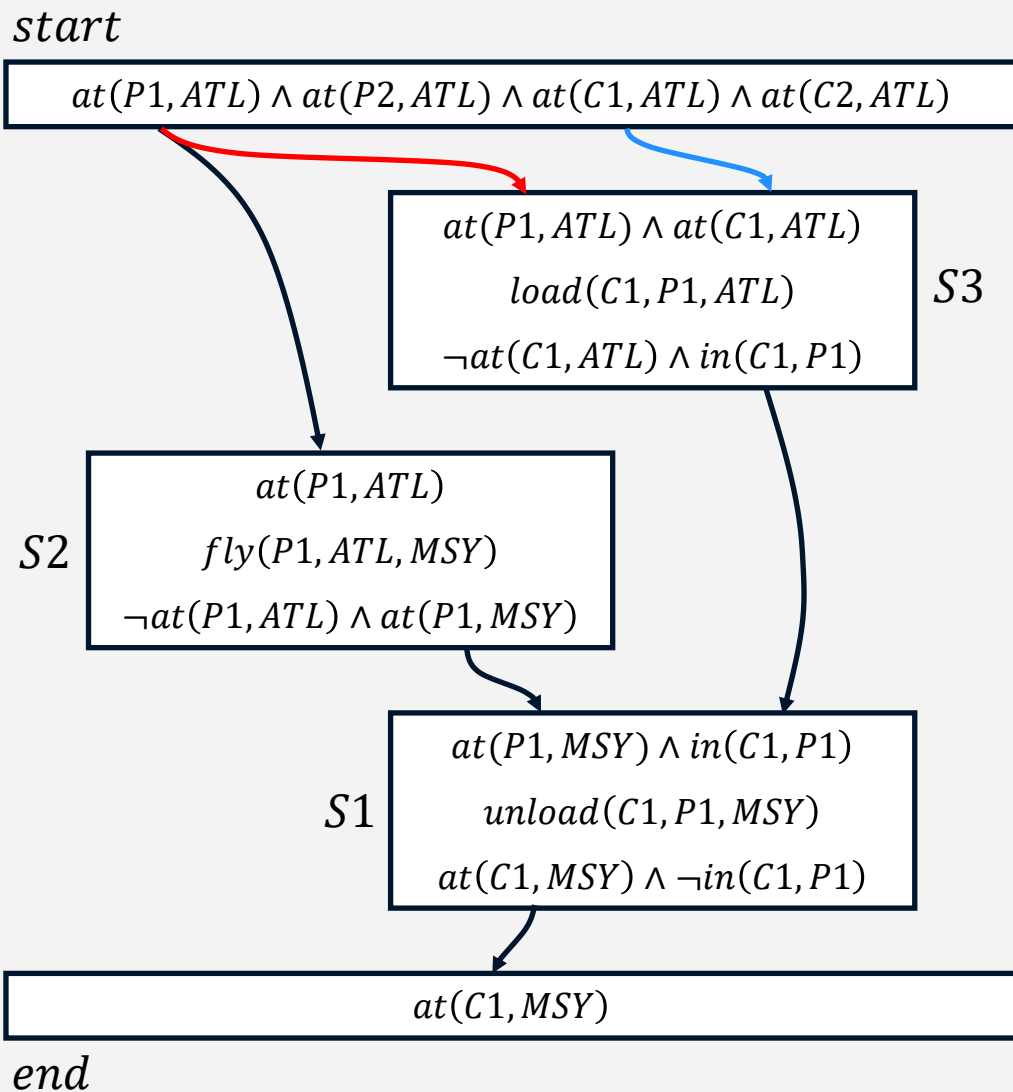 start
at(P1, ATL) ∧ at(P2, ATL) ∧ at(C1, ATL) ∧ at(C2, ATL)
at(P1, ATL) ∧ at(C1, ATL)
load(C1, P1, ATL)
S3
¬at(C1, ATL) ∧ in(C1, P1)
at(P1, ATL)
S2
fly(P1, ATL, MSY)
¬at(P1, ATL) ∧ at(P1, MSY)
at(P1, MSY) ∧ in(C1, P1)
S1
unload(C1, P1, MSY)
at(C1, MSY) ∧ ¬in(C1, P1)
at(C1, MSY)
end